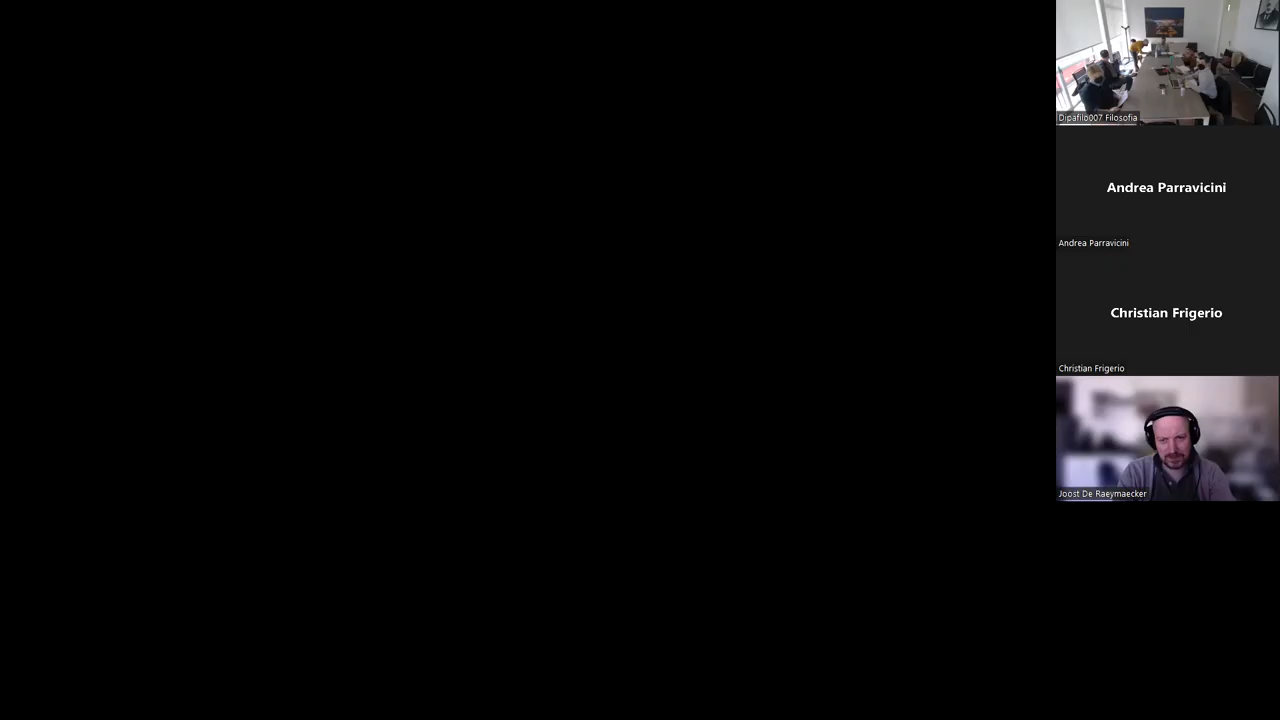 Dipafilo007 Filosofia
Andrea Parravicini
Andrea Parravicini
Christian Frigerio
Christian Frigerio
Joost De Raeymaecker